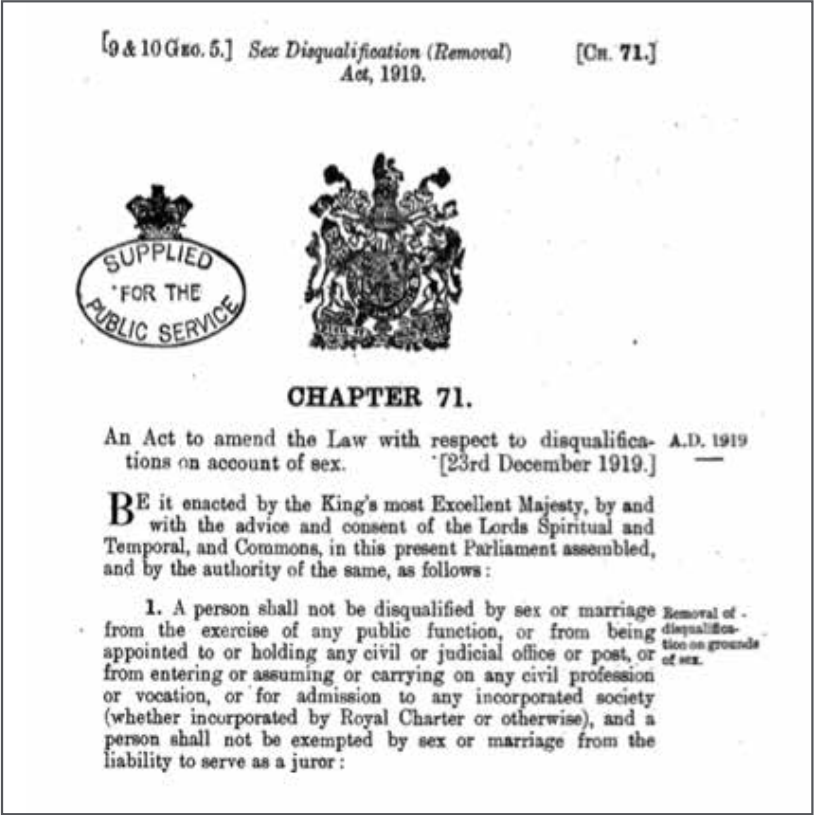 [9 & 10 GEO. 5.] Sex Disqualification (Removal) [CH. 71.]
Act, 1919.
SUPPLIED
FOR THE
PUBLIC SERVICE
CHAPTER 71.
An Act to amend the Law with respect to disqualifica- A.D. 1919
tions on account of sex. [23rd December 1919.]
BE it enacted by the King's most Excellent Majesty, by and
with the advice and consent of the Lords Spiritual and
Temporal, and Commons, in this present Parliament assembled,
and by the authority of the same, as follows:
1. A person shall not be disqualified by sex or marriage
from the exercise of any public function, or from being
appointed to or holding any civil or judicial office or post, or
from entering or assuming or carrying on any civil profession
or vocation, or for admission to any incorporated society
(whether incorporated by Royal Charter or otherwise), and a
person shall not be exempted by sex or marriage from the
liability to serve as a juror:
Removal of
disqualifica-
tion on grounds
of sex.